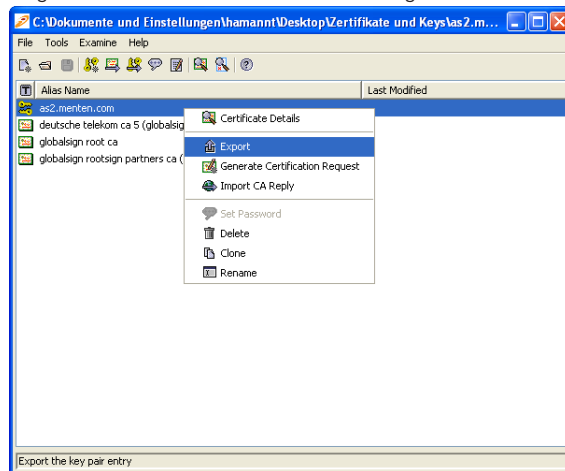 C:\Dokumente und Einstellungen\hamannt\Desktop\Zertifikate und Keys\as2.m...
File Tools Examine Help
Alias Name Last Modified
as2.menten.com
deutsche telekom ca 5 (globalsig
globalsign root ca
globalsign rootsign partners ca (
Certificate Details
Export
Generate Certification Request
Import CA Reply
Set Password
Delete
Clone
Rename
Export the key pair entry